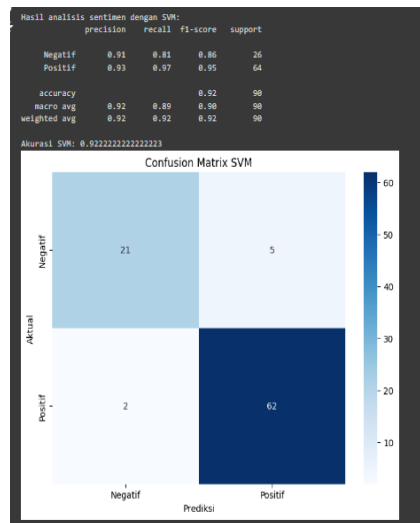 Hasil analisis sentimen dengan SVM:
precision recall f1-score support
Negatif 0.91 0.81 0.86 26
Positif 0.93 0.97 0.95 64
accuracy 0.92 90
macro avg 0.92 0.89 0.90 90
weighted avg 0.92 0.92 0.92 90
Akurasi SVM: 0.9222222222222223
Confusion Matrix SVM
Negatif
21
5
Positif
2
62
Aktual
Negatif
Positif
Prediksi
60
50
40
30
20
10